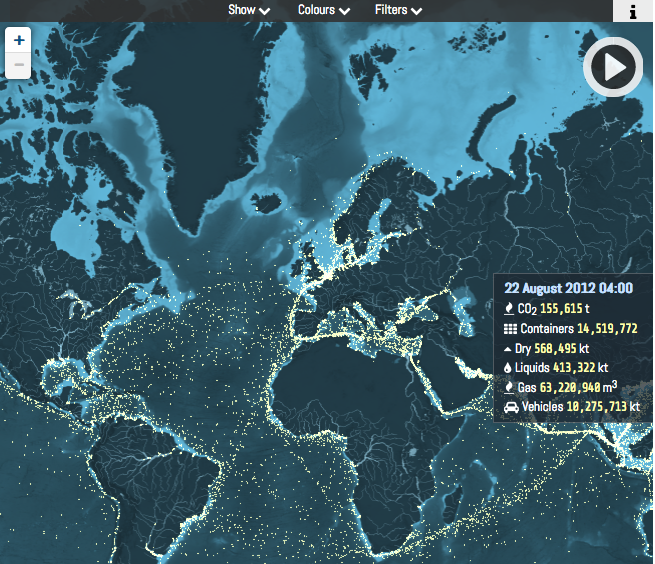 Show Colours Filters i
+
−
22 August 2012 04:00
CO₂ 155,615 t
Containers 14,519,772
Dry 560,495 kt
Liquids 413,322 kt
Gas 63,220,940 m³
Vehicles 10,275,713 kt